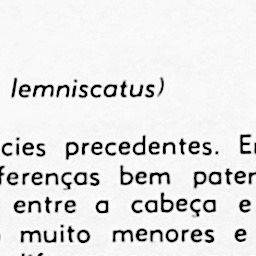 lemniscatus)
cies precedentes.
ferenças bem
entre a cabeça e
muito menores e